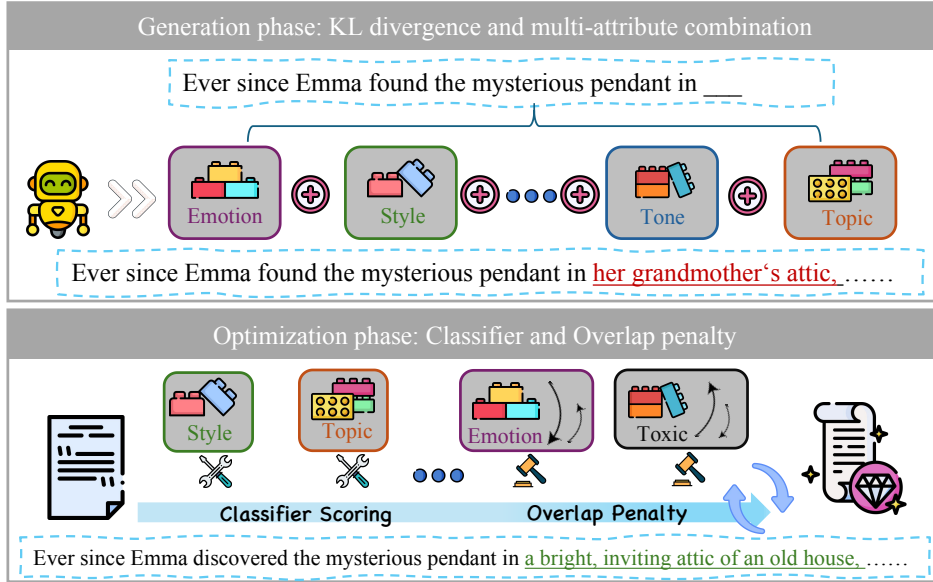 Generation phase: KL divergence and multi-attribute combination
Ever since Emma found the mysterious pendant in ___
Emotion
Style
Tone
Topic
Ever since Emma found the mysterious pendant in her grandmother‘s attic, ……
Optimization phase: Classifier and Overlap penalty
Style
Topic
Emotion
Toxic
Classifier Scoring
Overlap Penalty
Ever since Emma discovered the mysterious pendant in a bright, inviting attic of an old house, ……